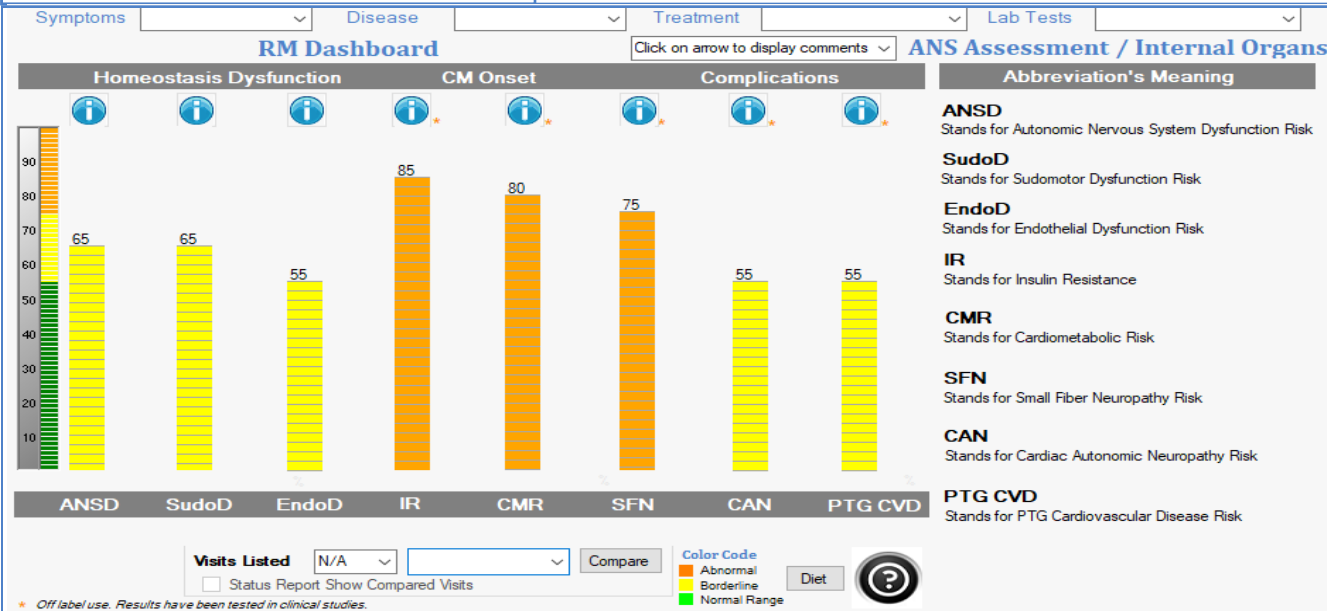 Symptoms Disease Treatment Lab Tests
RM Dashboard Click on arrow to display comments ANS Assessment / Internal Organs
Homeostasis Dysfunction CM Onset Complications Abbreviation's Meaning
i i i i * i * i * i * i *
ANSD
Stands for Autonomic Nervous System Dysfunction Risk
SudoD
Stands for Sudomotor Dysfunction Risk
EndoD
Stands for Endothelial Dysfunction Risk
IR
Stands for Insulin Resistance
CMR
Stands for Cardiometabolic Risk
SFN
Stands for Small Fiber Neuropathy Risk
CAN
Stands for Cardiac Autonomic Neuropathy Risk
PTG CVD
Stands for PTG Cardiovascular Disease Risk
90
80
70
60
50
40
30
20
10
65 65 55 85 80 75 55 55
% % %
ANSD SudoD EndoD IR CMR SFN CAN PTG CVD
Visits Listed N/A Compare
Status Report Show Compared Visits
Color Code
Abnormal
Borderline
Normal Range
Diet
?
* Off label use. Results have been tested in clinical studies.